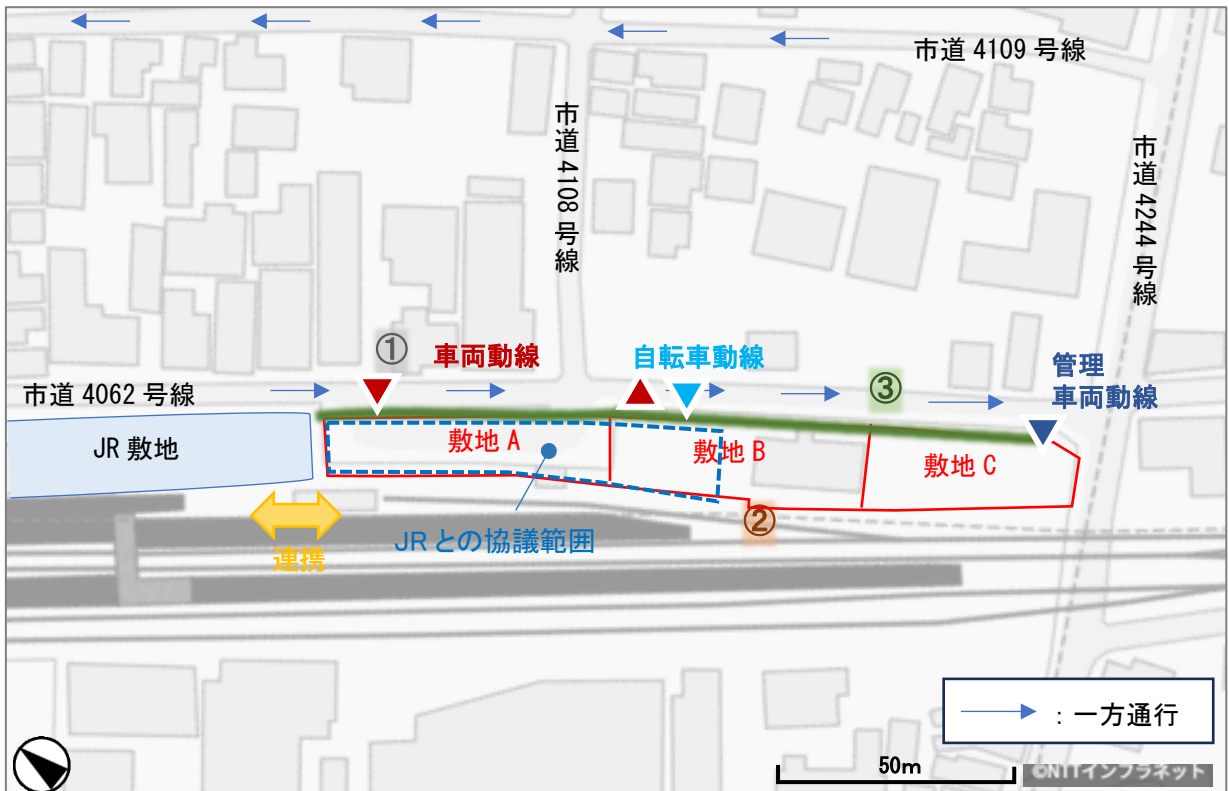 市道 4109 号線
市道 4108 号線
市道 4244 号線
①
車両動線
自転車動線
③
管理
車両動線
市道 4062 号線
JR 敷地
敷地 A
敷地 B
敷地 C
②
JR との協議範囲
連携
：一方通行
50m
©NTTインフラネット